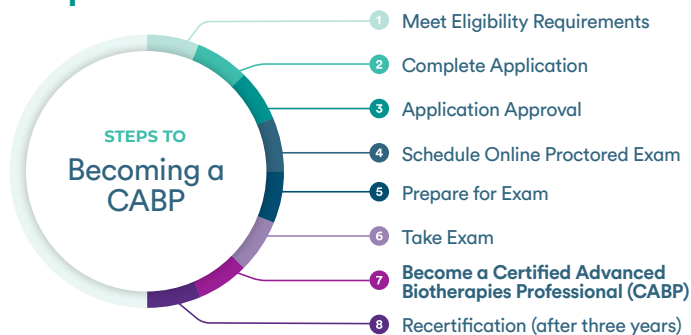 STEPS TO
Becoming a
CABP
1 Meet Eligibility Requirements
2 Complete Application
3 Application Approval
4 Schedule Online Proctored Exam
5 Prepare for Exam
6 Take Exam
7 Become a Certified Advanced
Biotherapies Professional (CABP)
8 Recertification (after three years)